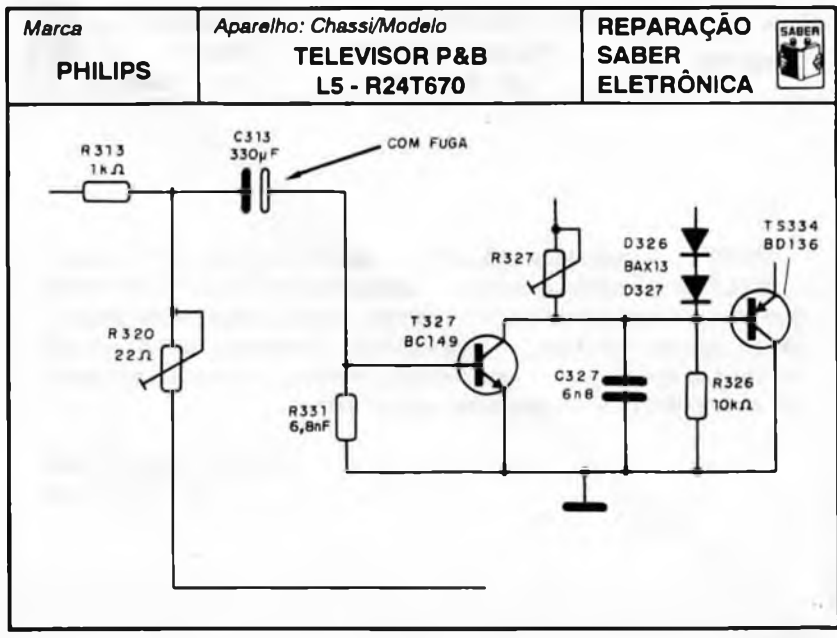 Marca
PHILIPS
Aparelho: Chassi/Modelo
TELEVISOR P&B
L5 - R24T670
REPARAÇÃO
SABER
ELETRÔNICA
SABER
R313
1kΩ
C313
330µF
COM FUGA
R320
22Ω
R331
6,8nF
T327
BC149
R327
C327
6n8
D326
BAX13
D327
R326
10kΩ
TS334
BD136